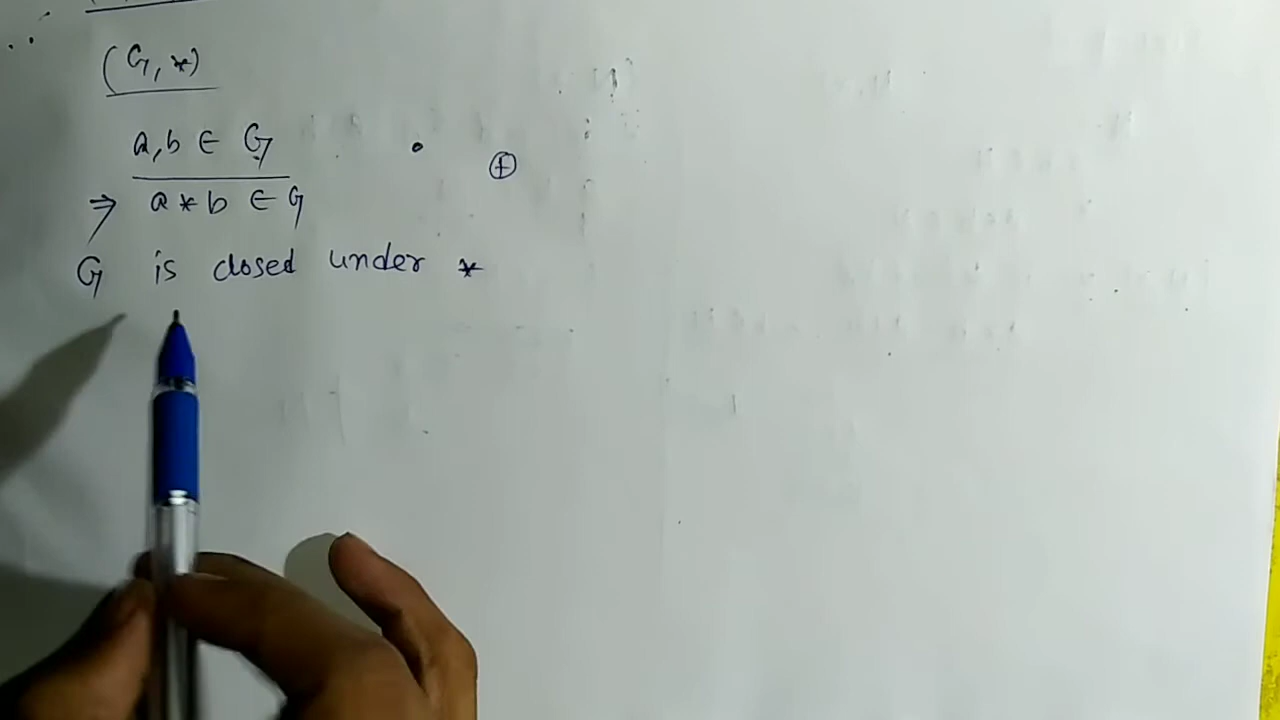 ∴
(G, *)
a, b ∈ G
• ⊕
⇒ a * b ∈ G
G is closed under *